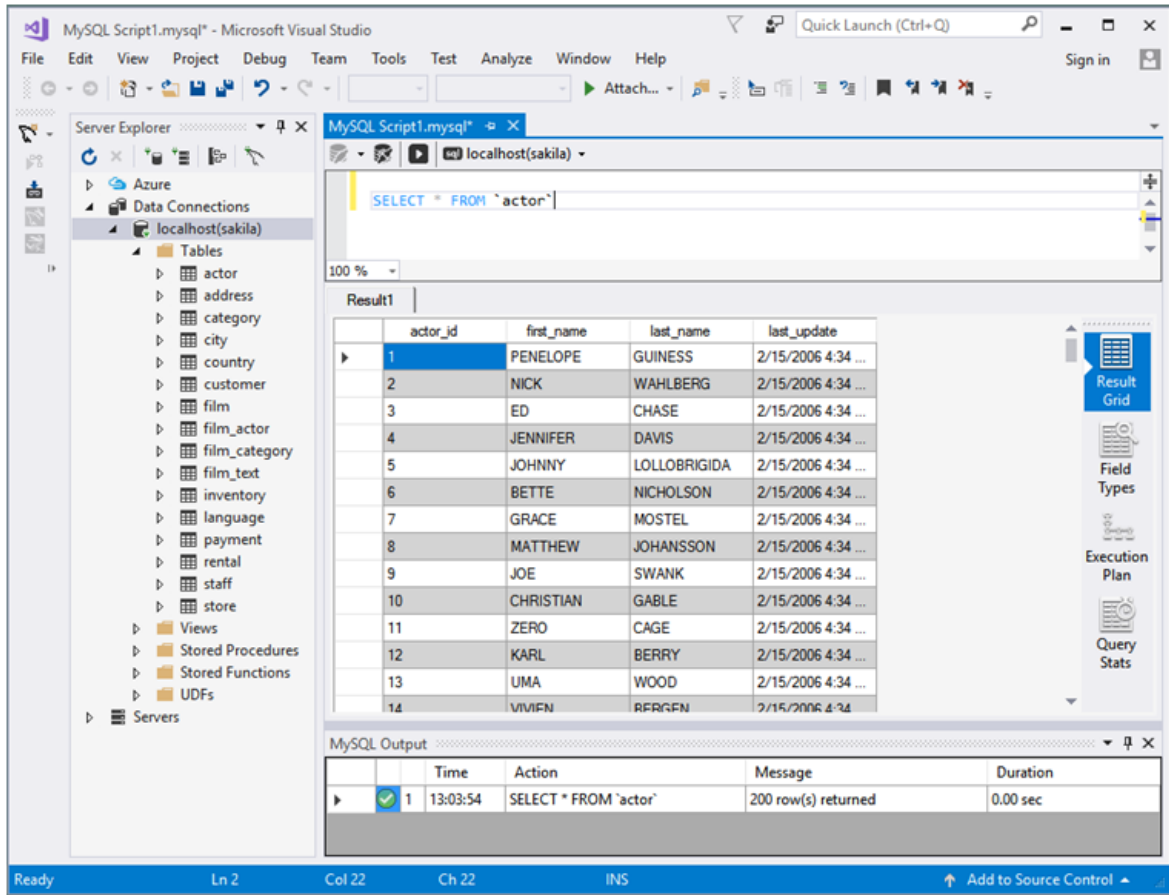 MySQL Script1.mysql* - Microsoft Visual Studio
Quick Launch (Ctrl+Q)
File Edit View Project Debug Team Tools Test Analyze Window Help
Sign in
Attach...
Server Explorer
Azure
Data Connections
localhost(sakila)
Tables
actor
address
category
city
country
customer
film
film_actor
film_category
film_text
inventory
language
payment
rental
staff
store
Views
Stored Procedures
Stored Functions
UDFs
Servers
MySQL Script1.mysql*
sql localhost(sakila)
SELECT * FROM `actor`
100 %
Result1
actor_id first_name last_name last_update
1 PENELOPE GUINESS 2/15/2006 4:34 ...
2 NICK WAHLBERG 2/15/2006 4:34 ...
3 ED CHASE 2/15/2006 4:34 ...
4 JENNIFER DAVIS 2/15/2006 4:34 ...
5 JOHNNY LOLLOBRIGIDA 2/15/2006 4:34 ...
6 BETTE NICHOLSON 2/15/2006 4:34 ...
7 GRACE MOSTEL 2/15/2006 4:34 ...
8 MATTHEW JOHANSSON 2/15/2006 4:34 ...
9 JOE SWANK 2/15/2006 4:34 ...
10 CHRISTIAN GABLE 2/15/2006 4:34 ...
11 ZERO CAGE 2/15/2006 4:34 ...
12 KARL BERRY 2/15/2006 4:34 ...
13 UMA WOOD 2/15/2006 4:34 ...
14 VIVIEN BERGEN 2/15/2006 4:34
Result
Grid
Field
Types
Execution
Plan
Query
Stats
MySQL Output
Time Action Message Duration
1 13:03:54 SELECT * FROM `actor` 200 row(s) returned 0.00 sec
Ready Ln 2 Col 22 Ch 22 INS Add to Source Control